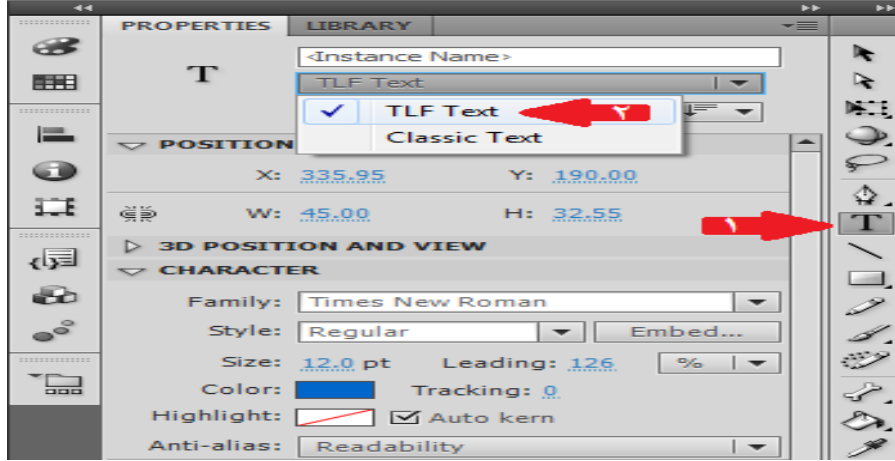 PROPERTIES LIBRARY
T <Instance Name>
TLF Text
TLF Text ٢
Classic Text
POSITION
X: 335.95 Y: 190.00
W: 45.00 H: 32.55
١ T
3D POSITION AND VIEW
CHARACTER
Family: Times New Roman
Style: Regular Embed...
Size: 12.0 pt Leading: 126 %
Color: Tracking: 0
Highlight: Auto kern
Anti-alias: Readability